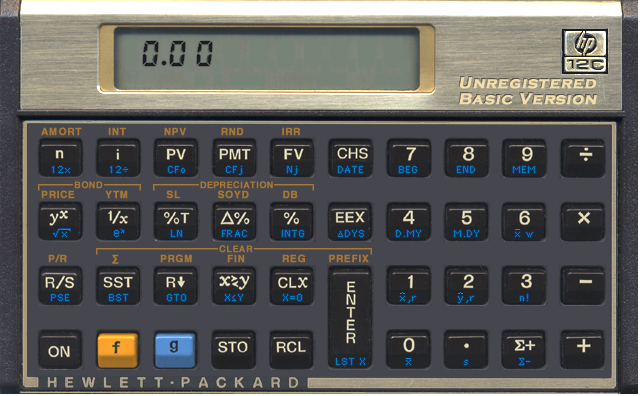 0.00
hp
12C
UNREGISTERED
BASIC VERSION
AMORT INT NPV RND IRR
n i PV PMT FV CHS 7 8 9 ÷
12x 12÷ CFo CFj Nj DATE BEG END MEM
BOND DEPRECIATION
PRICE YTM SL SOYD DB
yˣ 1/x %T Δ% % EEX 4 5 6 ×
√x eˣ LN FRAC INTG ΔDYS D.MY M.DY x̄ w
CLEAR
P/R Σ PRGM FIN REG PREFIX
R/S SST R↓ x≷y CLX ENTER 1 2 3 −
PSE BST GTO X≤Y X=0 x̂,r ŷ,r n!
ON f g STO RCL 0 · Σ+ +
LST X x̄ s Σ-
HEWLETT·PACKARD